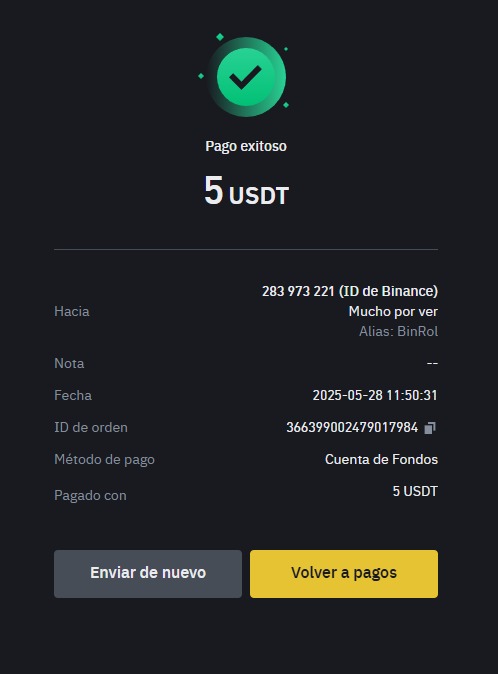 Pago exitoso
5 USDT
283 973 221 (ID de Binance)
Hacia
Mucho por ver
Alias: BinRol
Nota
--
Fecha
2025-05-28 11:50:31
ID de orden
366399002479017984
Método de pago
Cuenta de Fondos
Pagado con
5 USDT
Enviar de nuevo
Volver a pagos